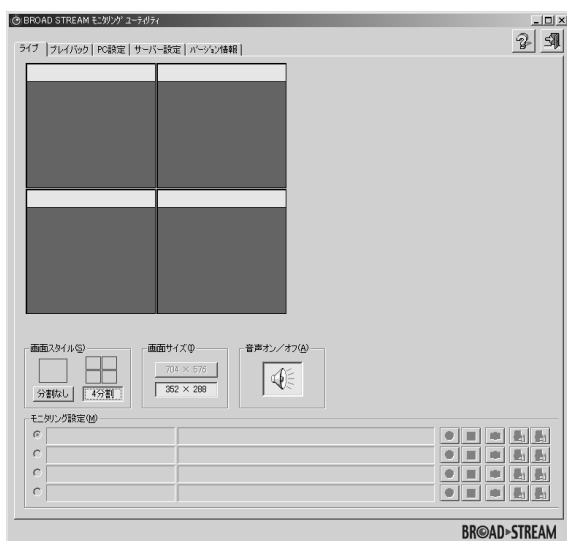 BROAD STREAM ﾓﾆﾀﾘﾝｸﾞ ﾕｰﾃｨﾘﾃｨ
ライブ プレイバック PC設定 サーバー設定 ﾊﾞｰｼﾞｮﾝ情報
画面スタイル(S) 画面サイズ(I) 音声オン/オフ(A)
704 × 576
分割なし 4分割 352 × 288
モニタリング設定(M)
BROAD STREAM